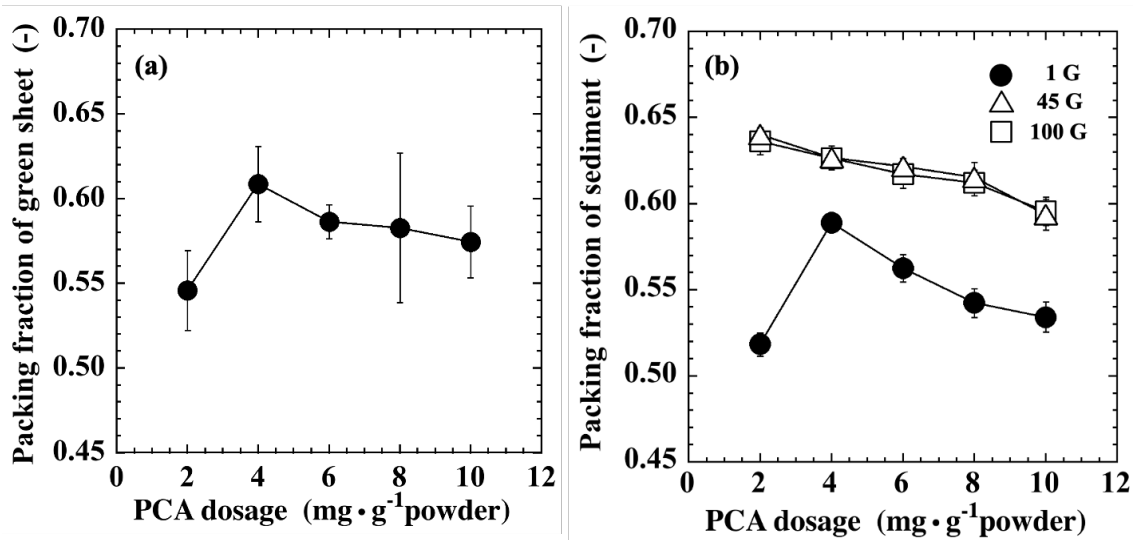 (a)
Packing fraction of green sheet (-)
0.70
0.65
0.60
0.55
0.50
0.45
0 2 4 6 8 10 12
PCA dosage (mg・g⁻¹powder)
(b)
1 G
45 G
100 G
Packing fraction of sediment (-)
0.70
0.65
0.60
0.55
0.50
0.45
0 2 4 6 8 10 12
PCA dosage (mg・g⁻¹powder)